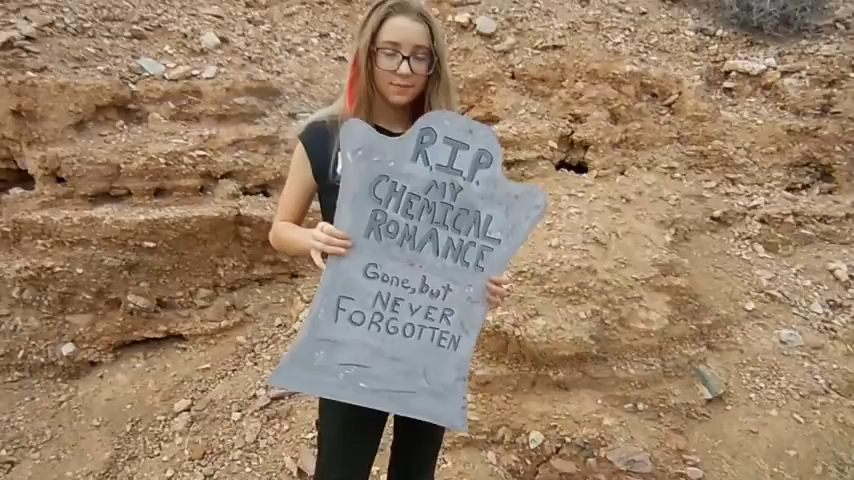 R.I.P
MY
CHEMICAL
ROMANCE
Gone, but
NEVER
FORGOTTEN